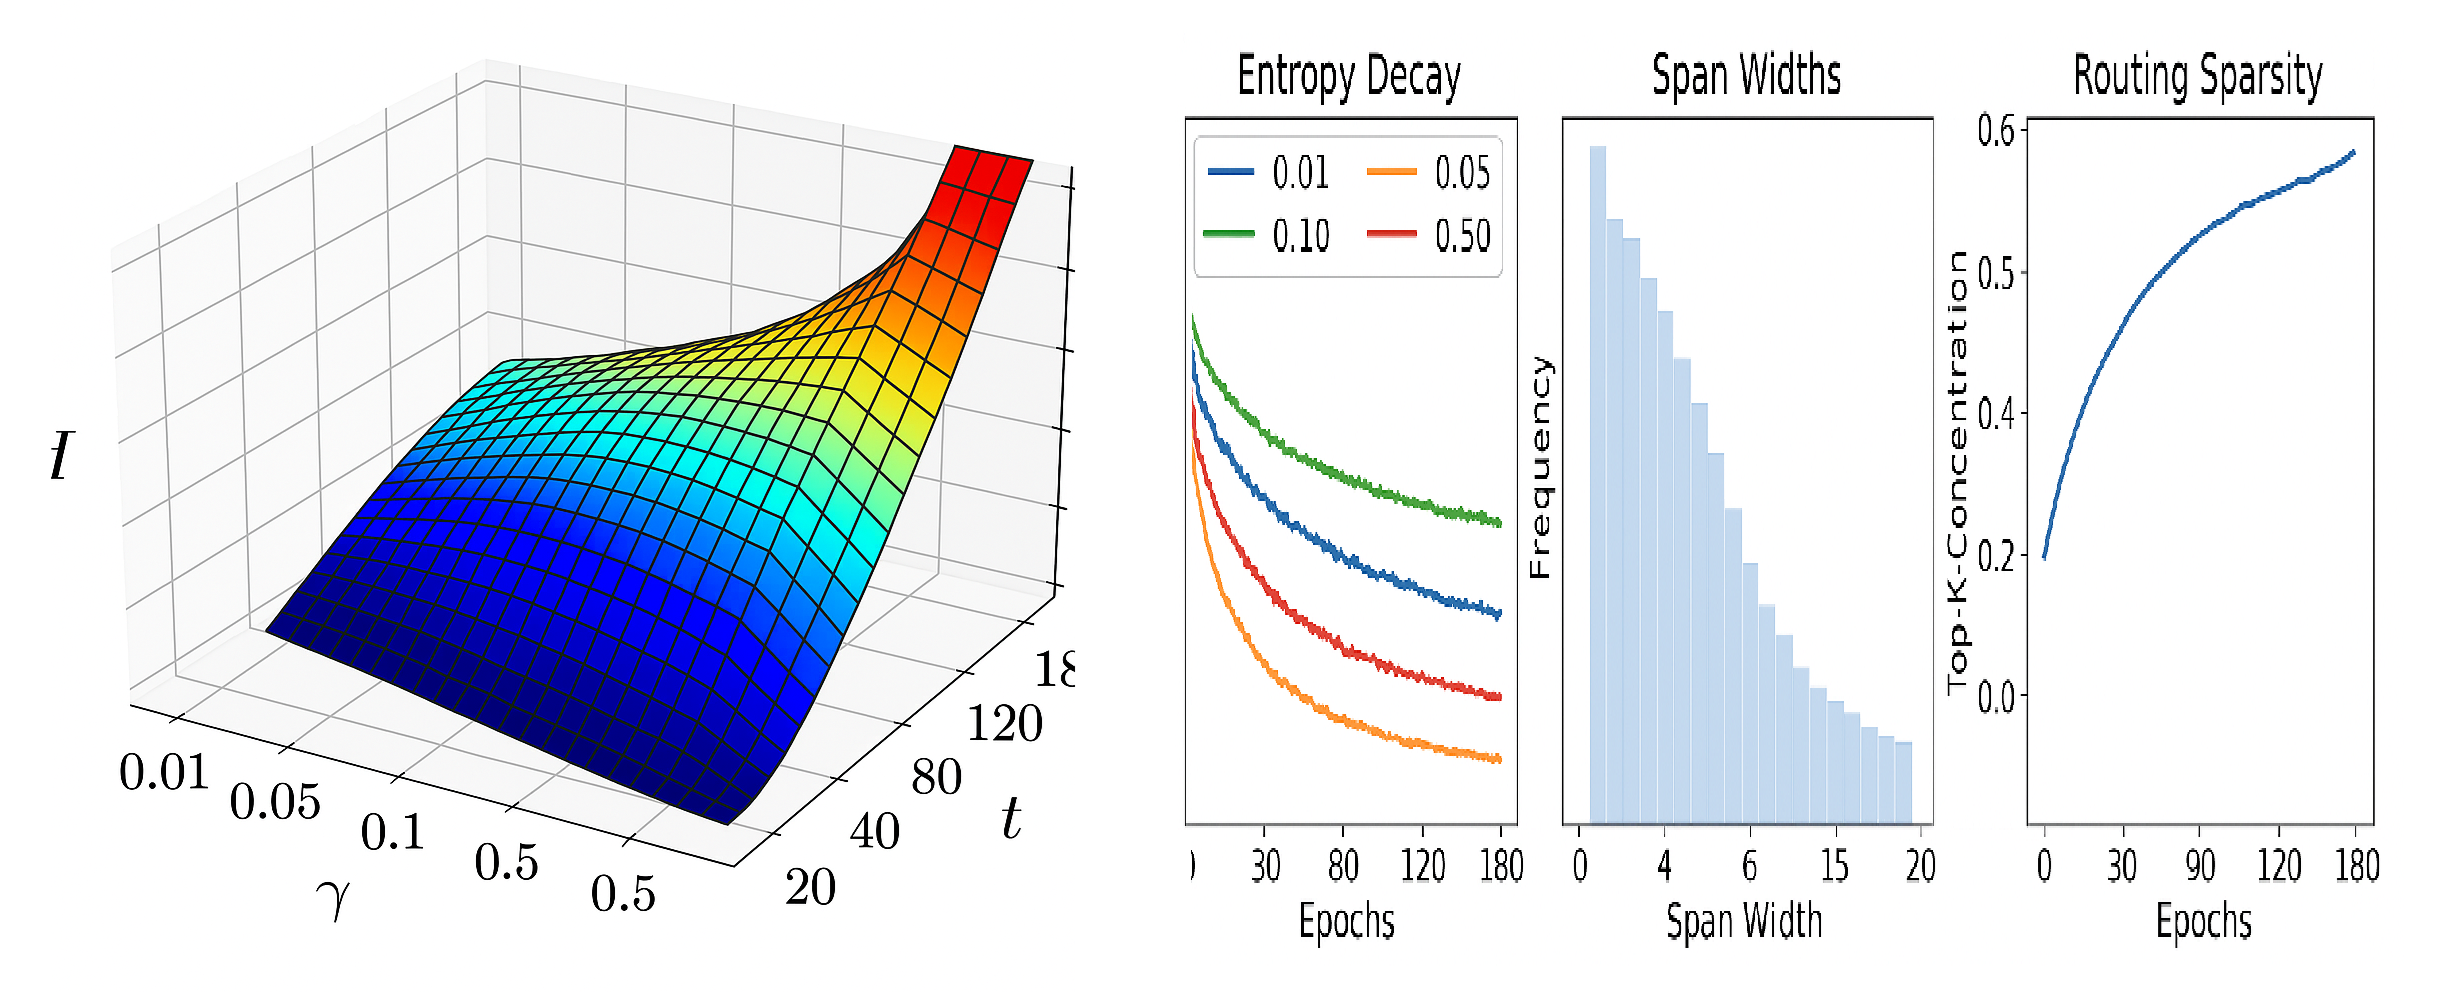 I
0.01
0.05
0.1
0.5
0.5
γ
20
40
80
120
18
t
Entropy Decay
0.01 0.05
0.10 0.50
30 80 120 180
Epochs
Span Widths
Frequency
0 4 6 15 20
Span Width
Routing Sparsity
Top-K-Concentration
0.6
0.5
0.4
0.2
0.0
0 30 90 120 180
Epochs